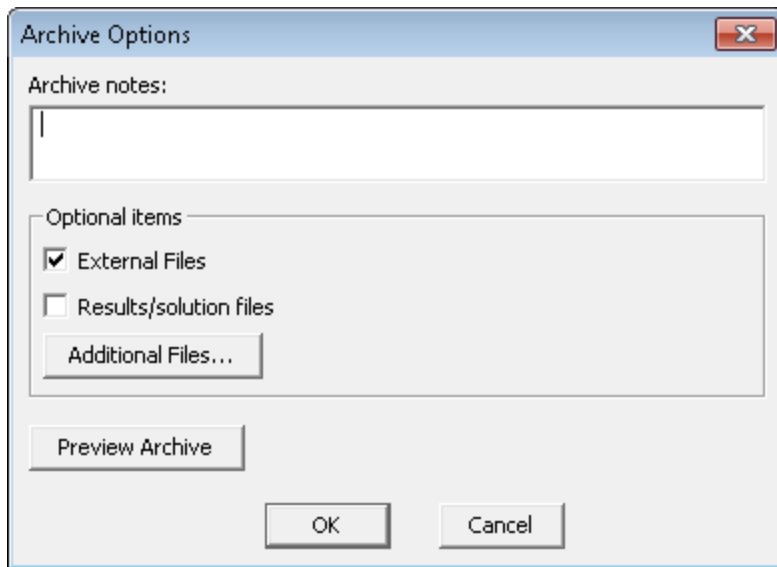 Archive Options
Archive notes:
Optional items
External Files
Results/solution files
Additional Files...
Preview Archive
OK Cancel